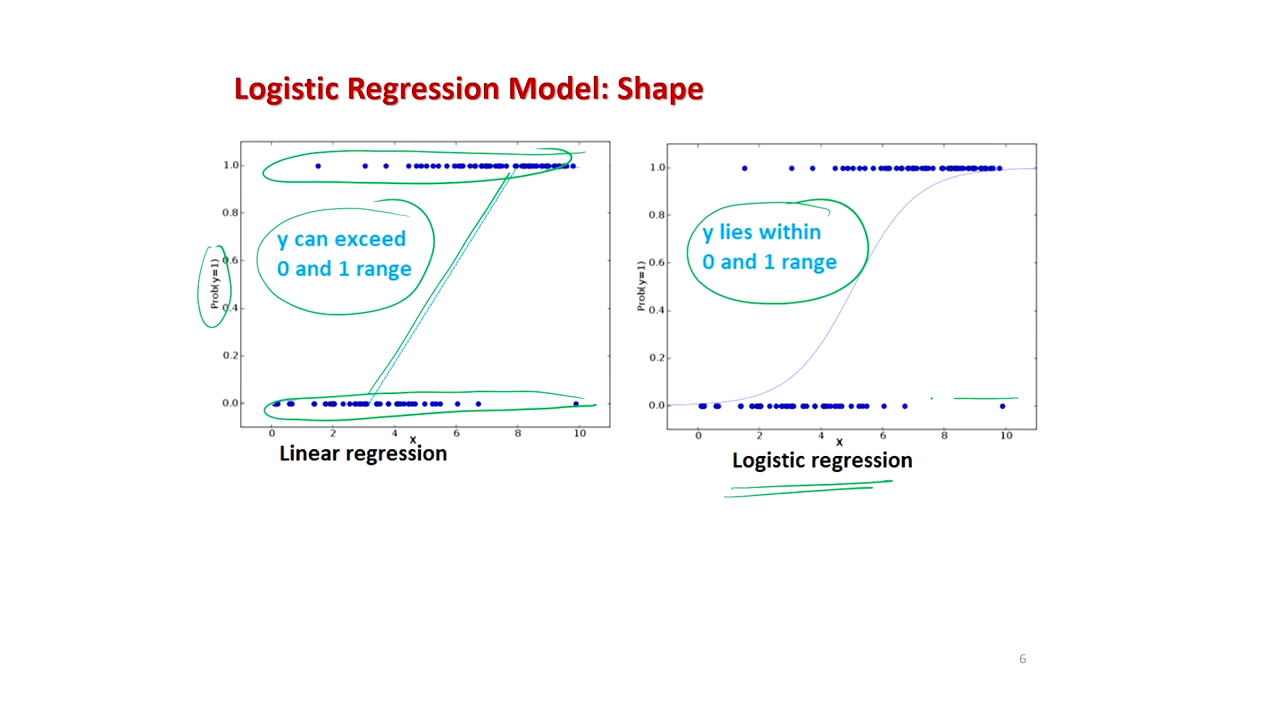 Logistic Regression Model: Shape
1.0
0.8
0.6
0.4
0.2
0.0
Prob(y=1)
y can exceed
0 and 1 range
0 2 4 6 8 10
x
Linear regression
1.0
0.8
0.6
0.4
0.2
0.0
Prob(y=1)
y lies within
0 and 1 range
0 2 4 6 8 10
x
Logistic regression
6